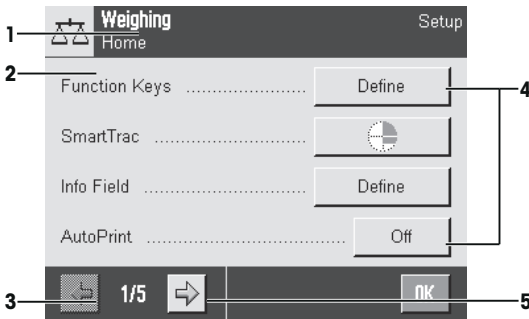 Weighing
Setup
1
Home
2
Function Keys ........................ Define
4
SmartTrac ...............................
Info Field ................................ Define
AutoPrint ........................................ Off
3
1/5
OK
5